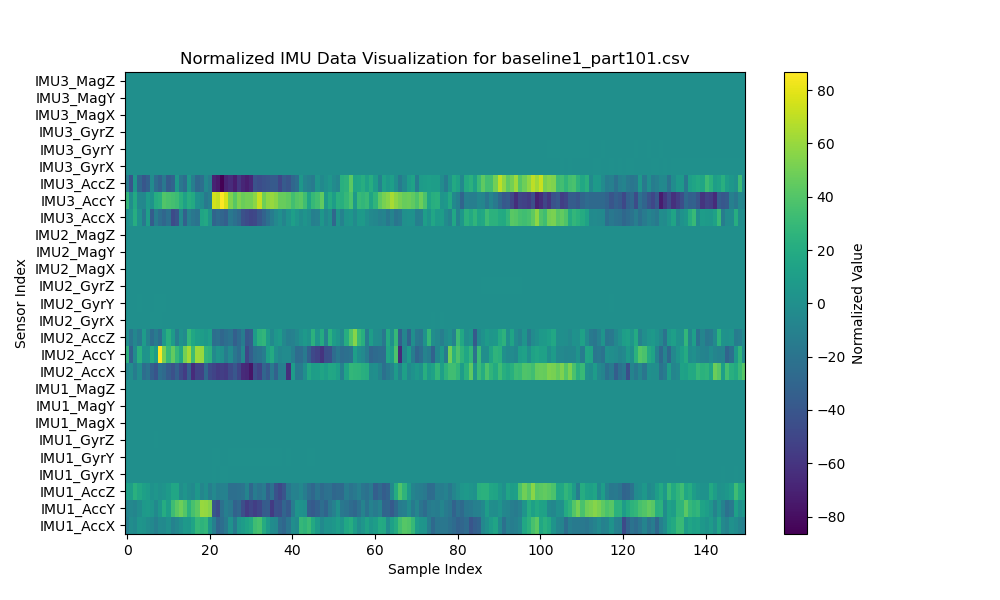 Normalized IMU Data Visualization for baseline1_part101.csv
IMU3_MagZ
IMU3_MagY
IMU3_MagX
IMU3_GyrZ
IMU3_GyrY
IMU3_GyrX
IMU3_AccZ
IMU3_AccY
IMU3_AccX
IMU2_MagZ
IMU2_MagY
IMU2_MagX
IMU2_GyrZ
IMU2_GyrY
IMU2_GyrX
IMU2_AccZ
IMU2_AccY
IMU2_AccX
IMU1_MagZ
IMU1_MagY
IMU1_MagX
IMU1_GyrZ
IMU1_GyrY
IMU1_GyrX
IMU1_AccZ
IMU1_AccY
IMU1_AccX
Sensor Index
0 20 40 60 80 100 120 140
Sample Index
80
60
40
20
0
−20
−40
−60
−80
Normalized Value